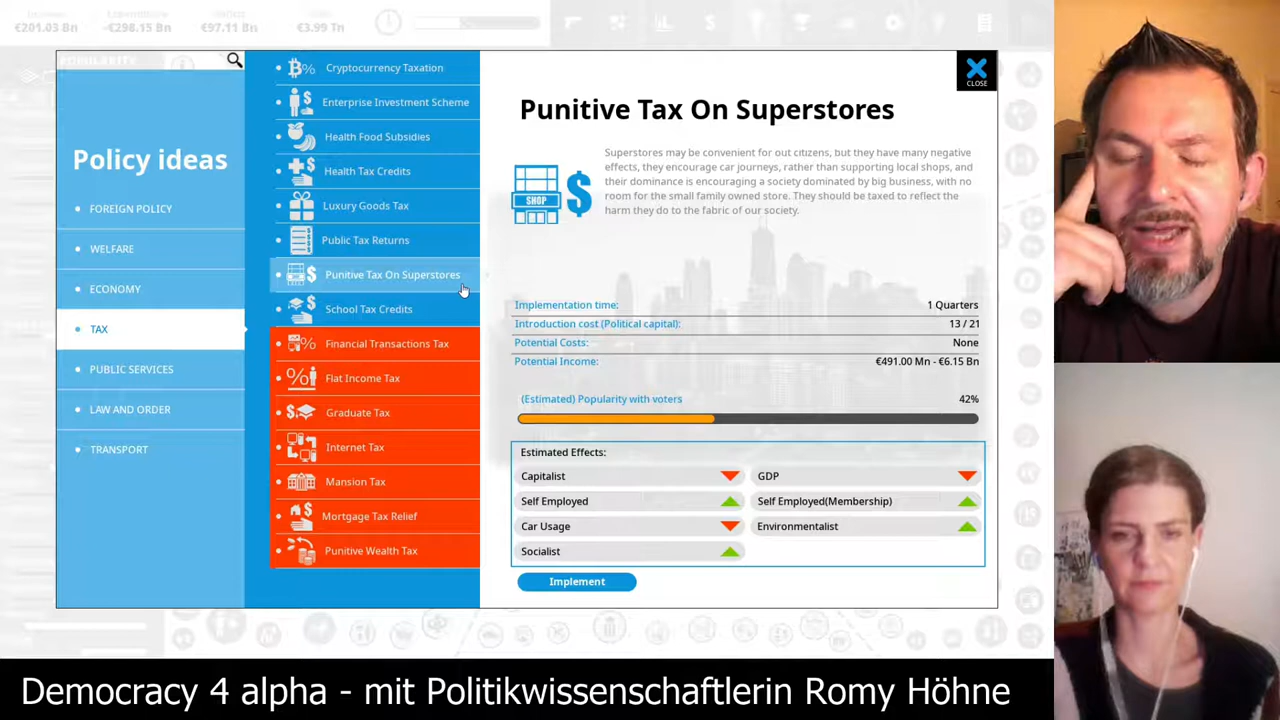 €201.03 Bn
€298.15 Bn
€97.11 Bn
€3.99 Tn
Policy ideas
FOREIGN POLICY
WELFARE
ECONOMY
TAX
PUBLIC SERVICES
LAW AND ORDER
TRANSPORT
Cryptocurrency Taxation
Enterprise Investment Scheme
Health Food Subsidies
Health Tax Credits
Luxury Goods Tax
Public Tax Returns
Punitive Tax On Superstores
School Tax Credits
Financial Transactions Tax
Flat Income Tax
Graduate Tax
Internet Tax
Mansion Tax
Mortgage Tax Relief
Punitive Wealth Tax
CLOSE
Punitive Tax On Superstores
Superstores may be convenient for out citizens, but they have many negative
effects, they encourage car journeys, rather than supporting local shops, and
their dominance is encouraging a society dominated by big business, with no
room for the small family owned store. They should be taxed to reflect the
harm they do to the fabric of our society.
SHOP
Implementation time: 1 Quarters
Introduction cost (Political capital): 13 / 21
Potential Costs: None
Potential Income: €491.00 Mn - €6.15 Bn
(Estimated) Popularity with voters 42%
Estimated Effects:
Capitalist GDP
Self Employed Self Employed(Membership)
Car Usage Environmentalist
Socialist
Implement
Democracy 4 alpha - mit Politikwissenschaftlerin Romy Höhne